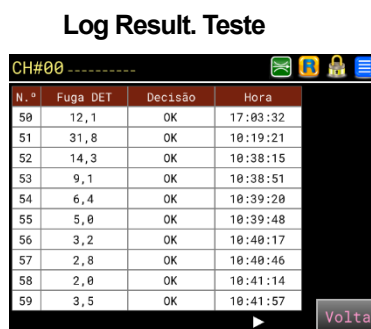 Log Result. Teste
CH#00 ----------
R
N.º Fuga DET Decisão Hora
50 12,1 OK 17:03:32
51 31,8 OK 10:19:21
52 14,3 OK 10:38:15
53 9,1 OK 10:38:51
54 6,4 OK 10:39:20
55 5,0 OK 10:39:48
56 3,2 OK 10:40:17
57 2,8 OK 10:40:46
58 2,0 OK 10:41:14
59 3,5 OK 10:41:57
Volta